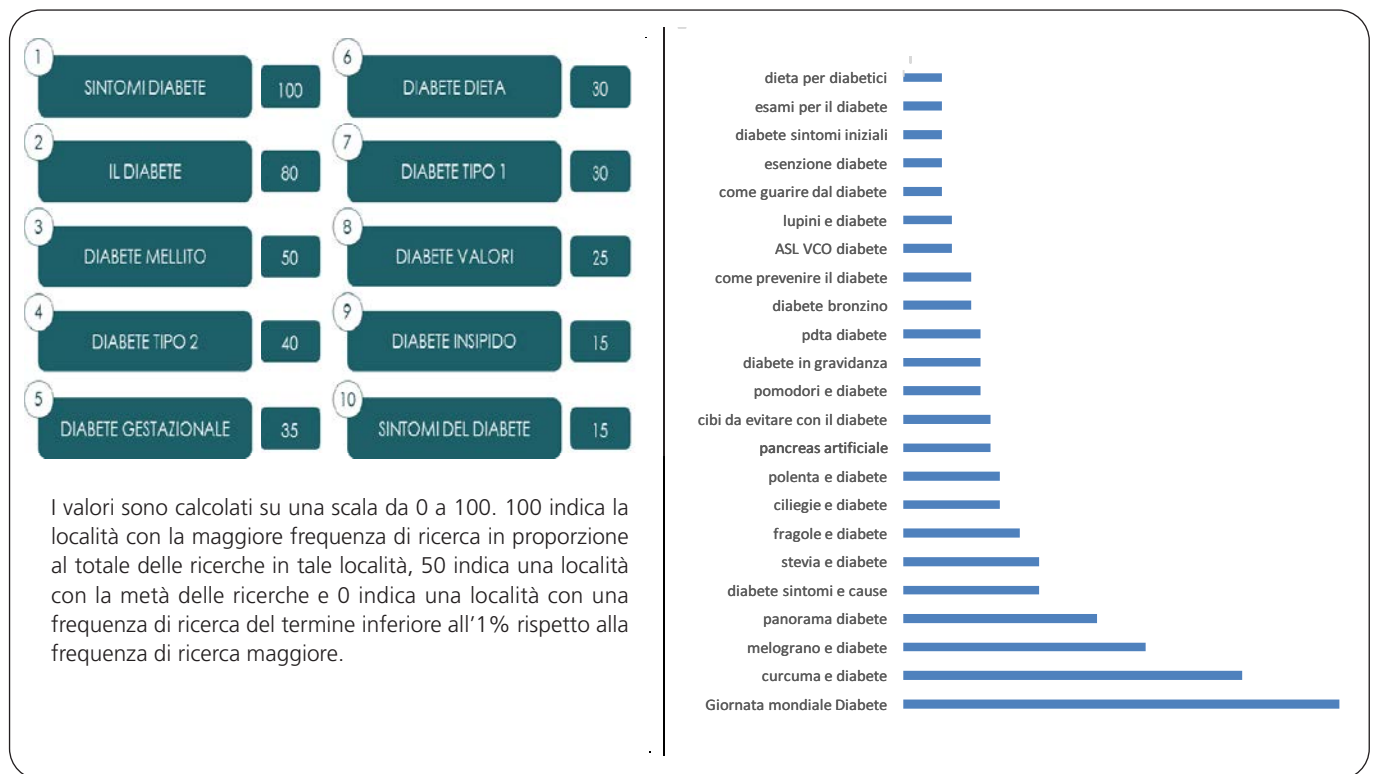 1
SINTOMI DIABETE
100
2
IL DIABETE
80
3
DIABETE MELLITO
50
4
DIABETE TIPO 2
40
5
DIABETE GESTAZIONALE
35
6
DIABETE DIETA
30
7
DIABETE TIPO 1
30
8
DIABETE VALORI
25
9
DIABETE INSIPIDO
15
10
SINTOMI DEL DIABETE
15
I valori sono calcolati su una scala da 0 a 100. 100 indica la
località con la maggiore frequenza di ricerca in proporzione
al totale delle ricerche in tale località, 50 indica una località
con la metà delle ricerche e 0 indica una località con una
frequenza di ricerca del termine inferiore all'1% rispetto alla
frequenza di ricerca maggiore.
dieta per diabetici
esami per il diabete
diabete sintomi iniziali
esenzione diabete
come guarire dal diabete
lupini e diabete
ASL VCO diabete
come prevenire il diabete
diabete bronzino
pdta diabete
diabete in gravidanza
pomodori e diabete
cibi da evitare con il diabete
pancreas artificiale
polenta e diabete
ciliegie e diabete
fragole e diabete
stevia e diabete
diabete sintomi e cause
panorama diabete
melograno e diabete
curcuma e diabete
Giornata mondiale Diabete